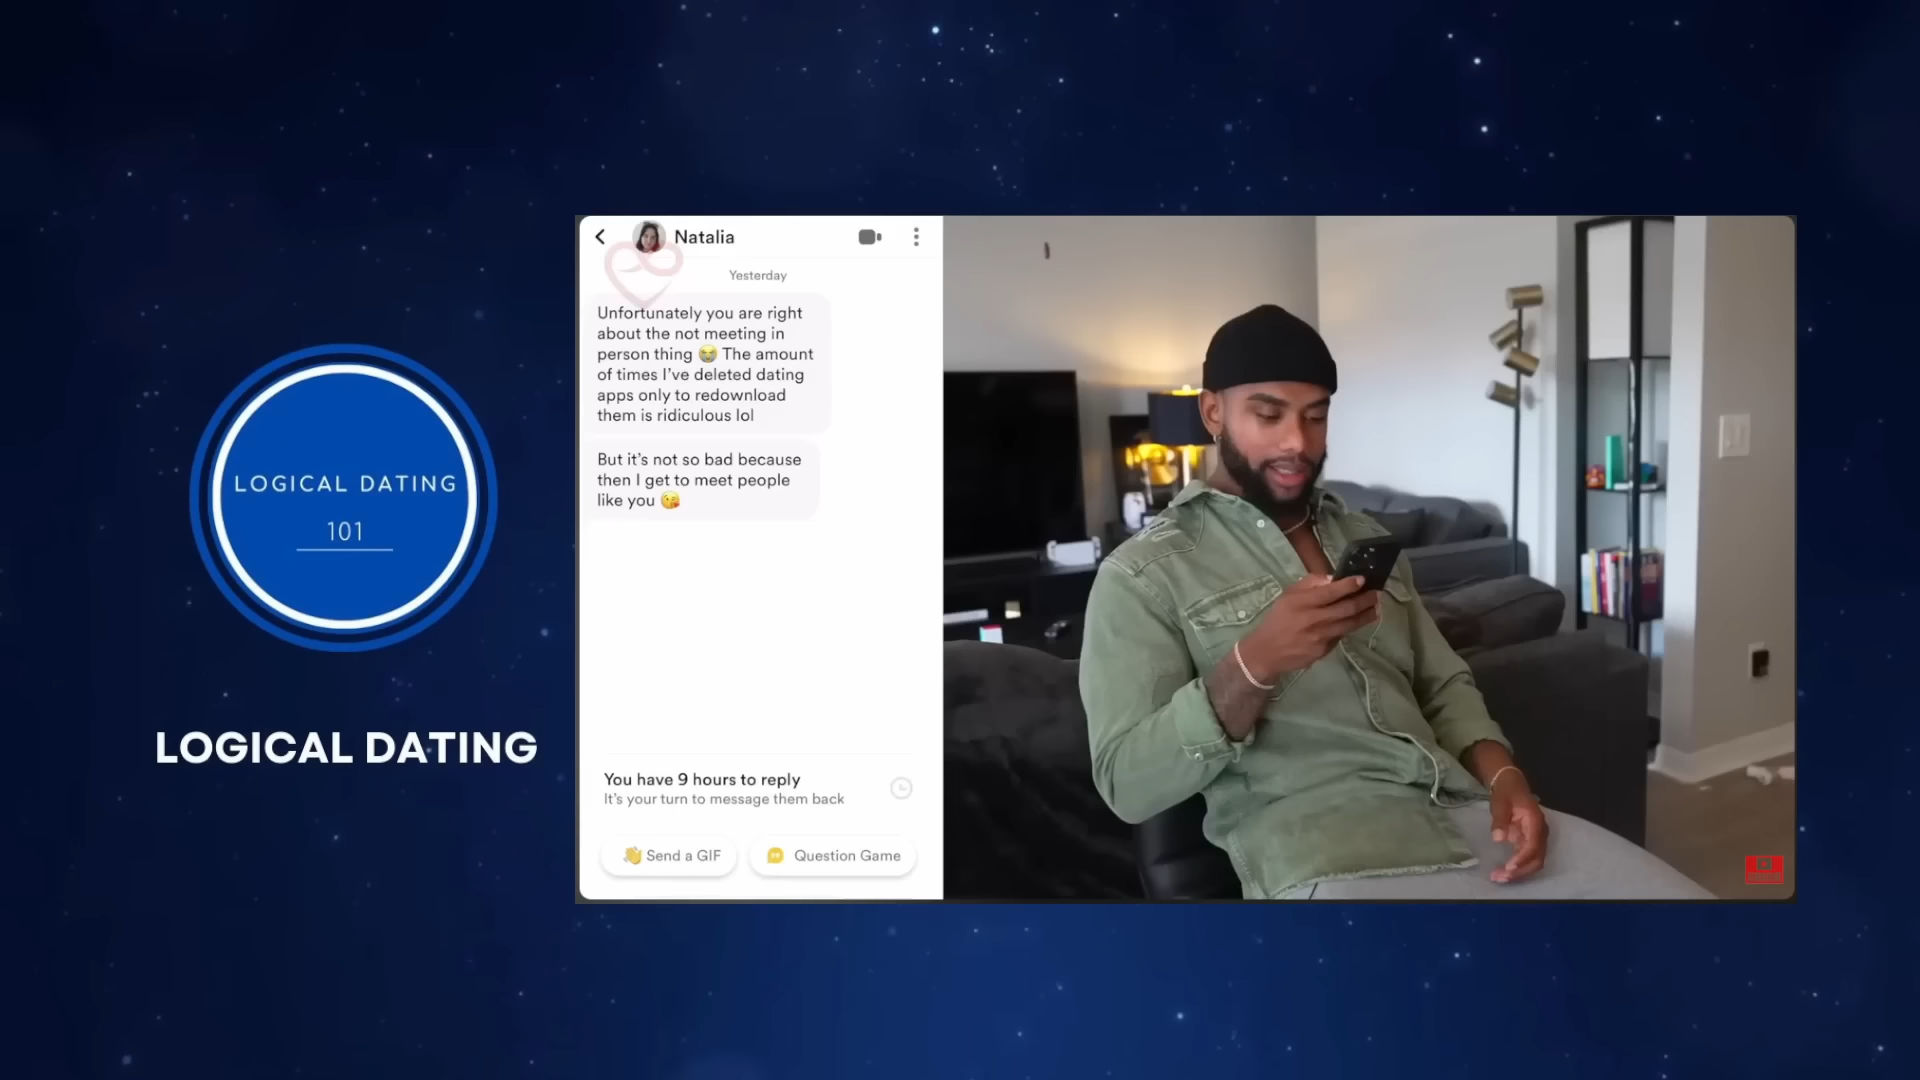 LOGICAL DATING
101
LOGICAL DATING
Natalia
Yesterday
Unfortunately you are right
about the not meeting in
person thing 😭 The amount
of times I've deleted dating
apps only to redownload
them is ridiculous lol
But it's not so bad because
then I get to meet people
like you 😘
You have 9 hours to reply
It's your turn to message them back
👋 Send a GIF
Question Game